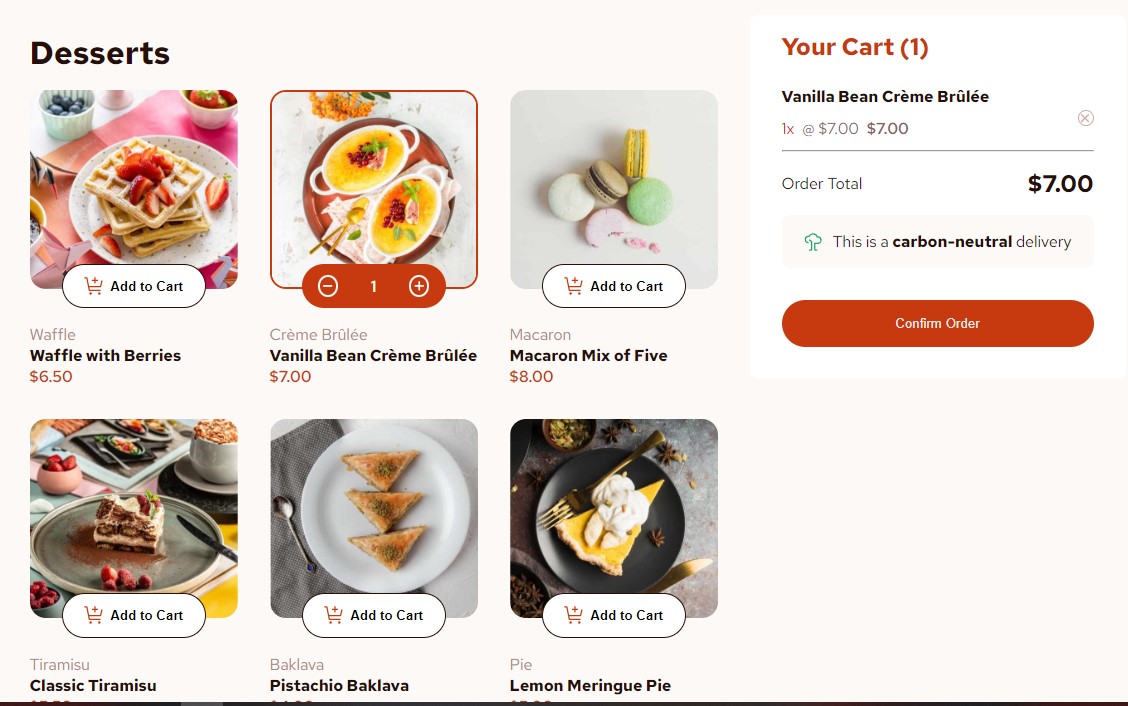 Desserts
Add to Cart
1
Add to Cart
Waffle
Waffle with Berries
$6.50
Crème Brûlée
Vanilla Bean Crème Brûlée
$7.00
Macaron
Macaron Mix of Five
$8.00
Add to Cart
Add to Cart
Add to Cart
Tiramisu
Classic Tiramisu
Baklava
Pistachio Baklava
Pie
Lemon Meringue Pie
Your Cart (1)
Vanilla Bean Crème Brûlée
1x @ $7.00 $7.00
Order Total $7.00
This is a carbon-neutral delivery
Confirm Order